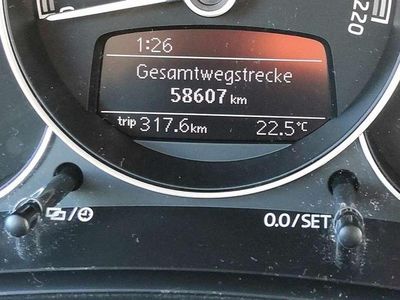 220
1:26
Gesamtwegstrecke
58607 km
trip 317.6 km 22.5 °C
0.0/SET